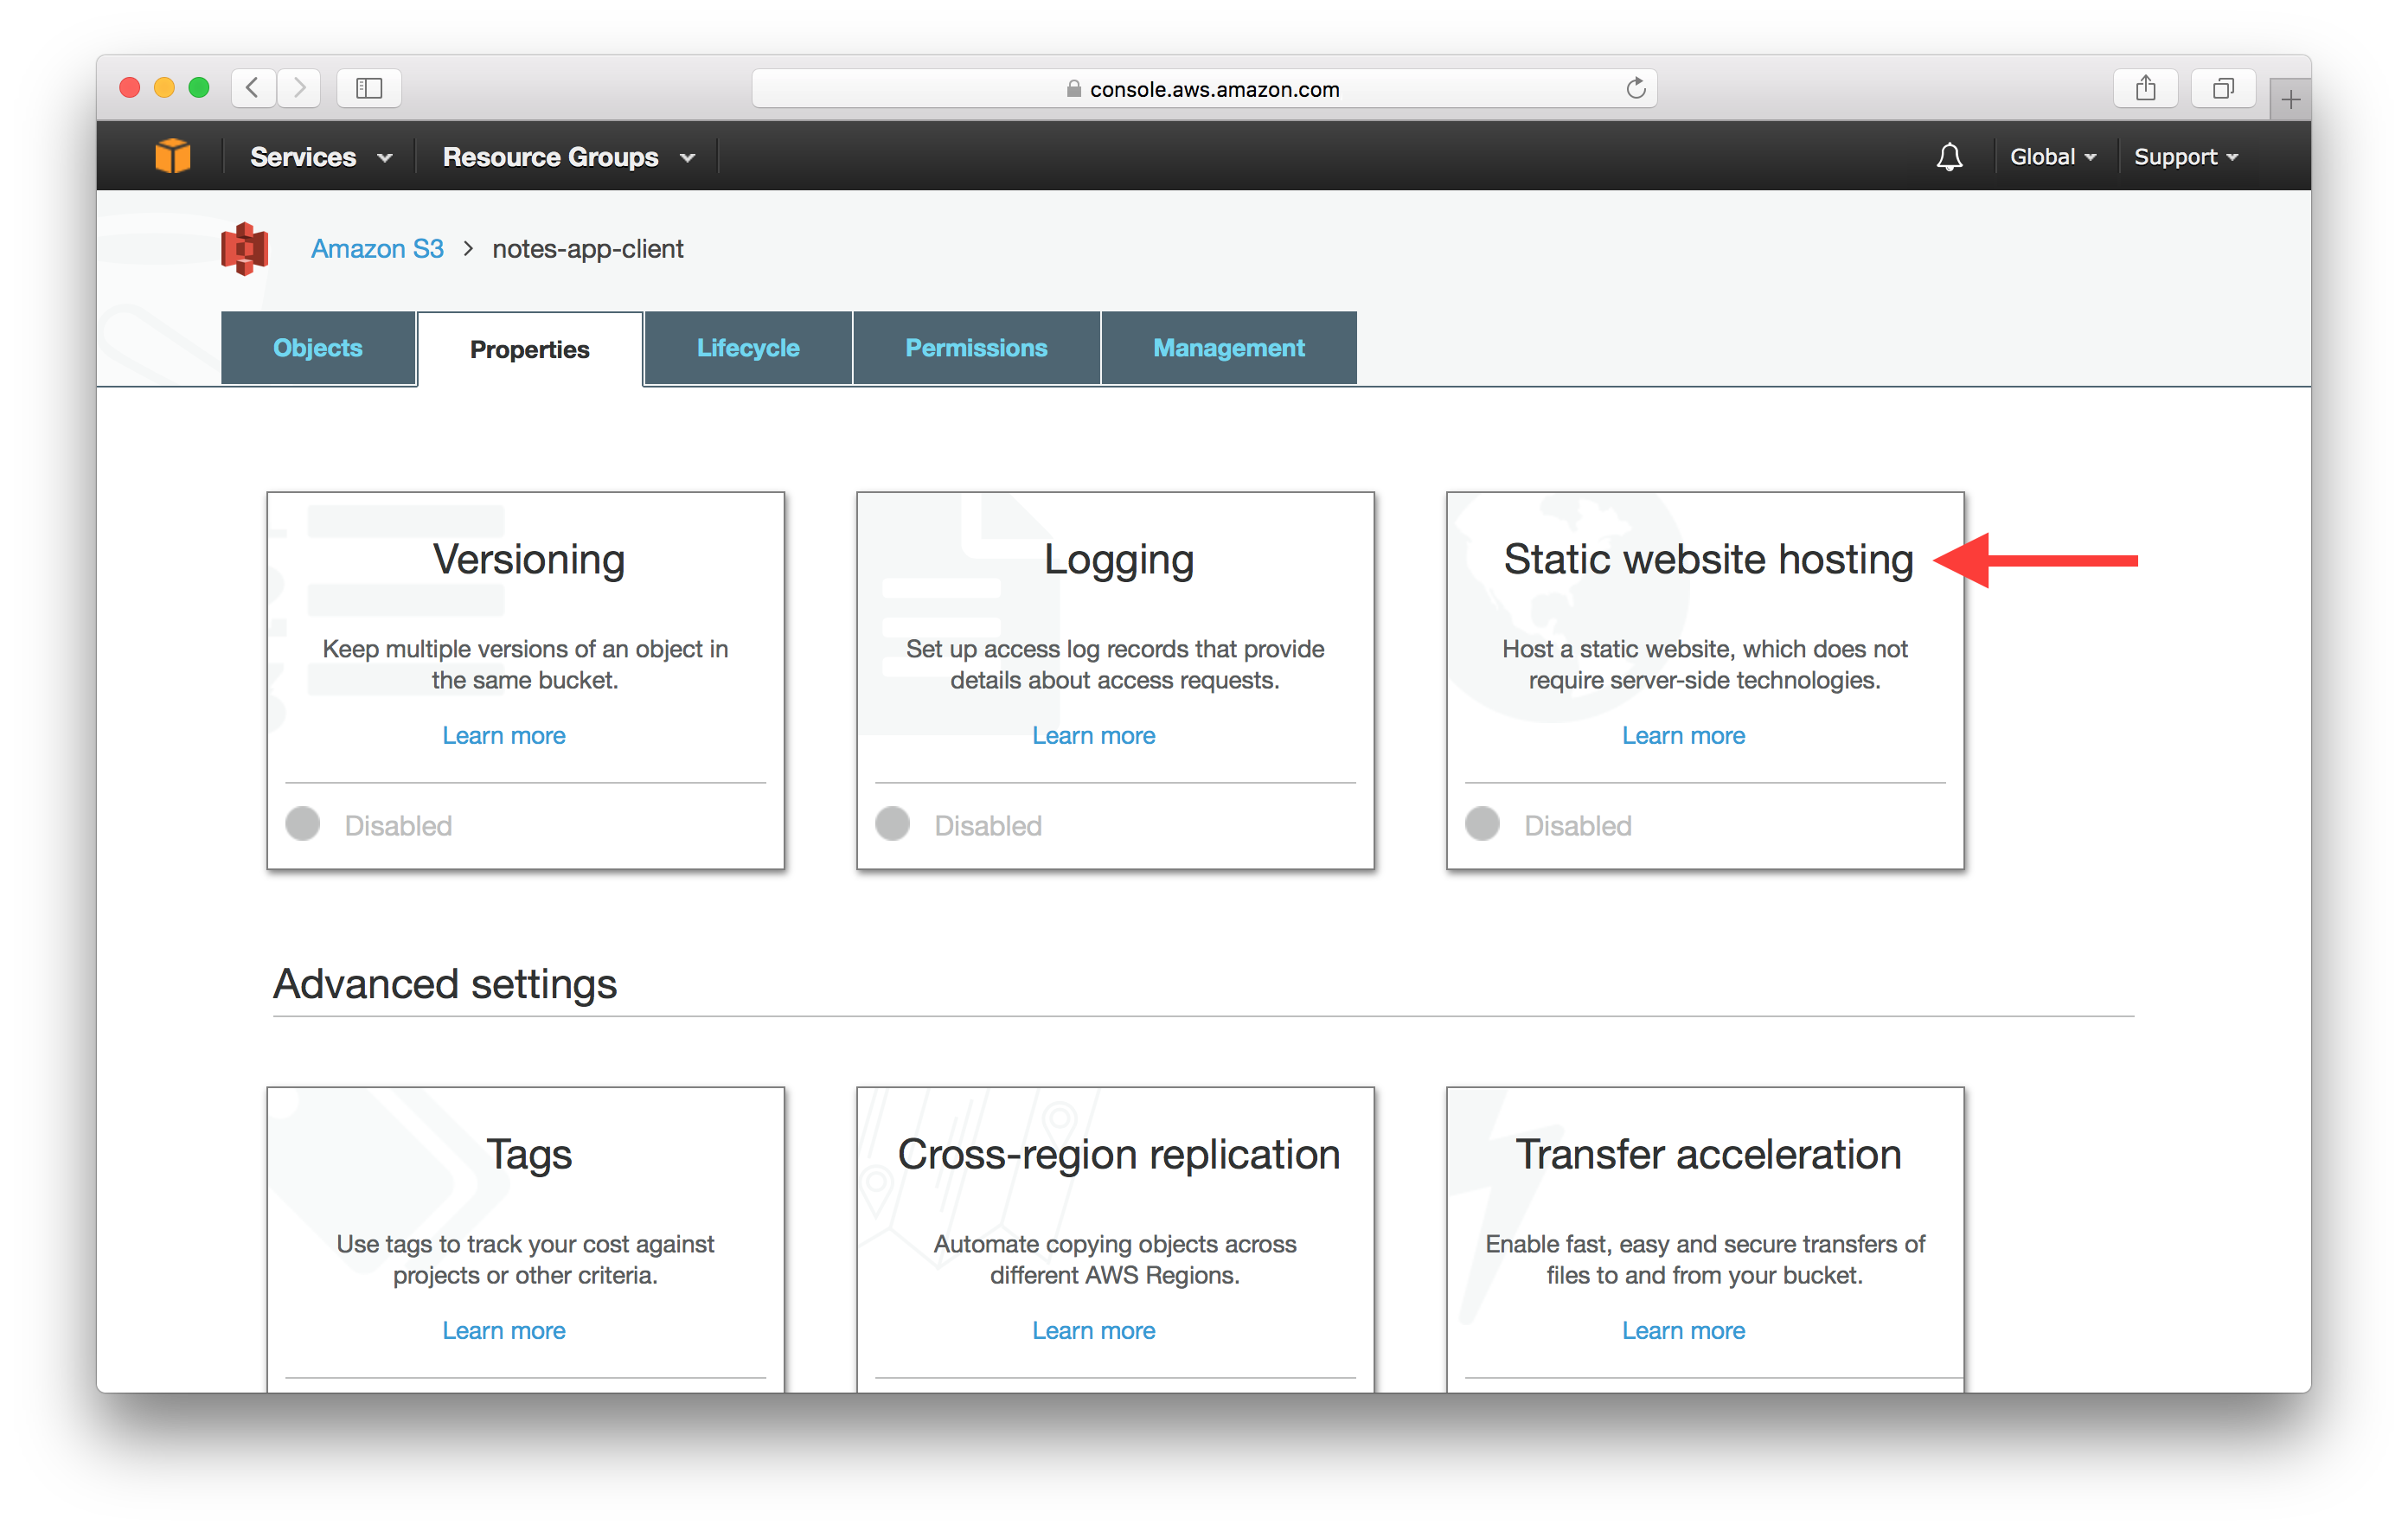 console.aws.amazon.com
Services
Resource Groups
Global
Support
Amazon S3 > notes-app-client
Objects
Properties
Lifecycle
Permissions
Management
Versioning
Keep multiple versions of an object in
the same bucket.
Learn more
Disabled
Logging
Set up access log records that provide
details about access requests.
Learn more
Disabled
Static website hosting
Host a static website, which does not
require server-side technologies.
Learn more
Disabled
Advanced settings
Tags
Use tags to track your cost against
projects or other criteria.
Learn more
Cross-region replication
Automate copying objects across
different AWS Regions.
Learn more
Transfer acceleration
Enable fast, easy and secure transfers of
files to and from your bucket.
Learn more